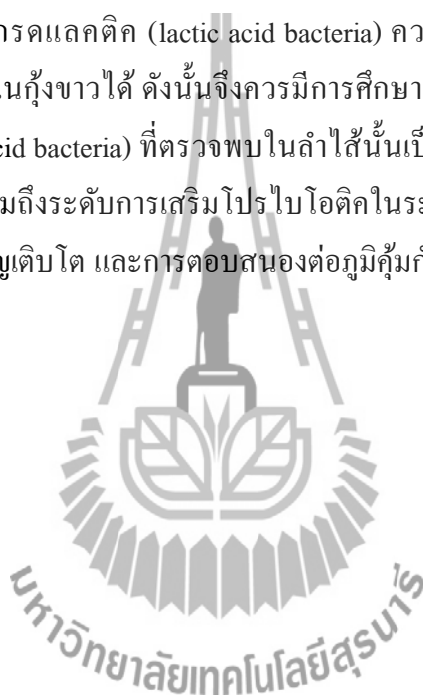 กรดแลคติค (lactic acid bacteria) คว
นกุ้งขาวได้ ดังนั้นจึงควรมีการศึกษา
cid bacteria) ที่ตรวจพบในลำไส้นั้นเป็
มถึงระดับการเสริมโปรไบโอติคในระ
ญเติบโต และการตอบสนองต่อภูมิคุ้มกั
มหาวิทยาลัยเทคโนโลยีสุรนารี